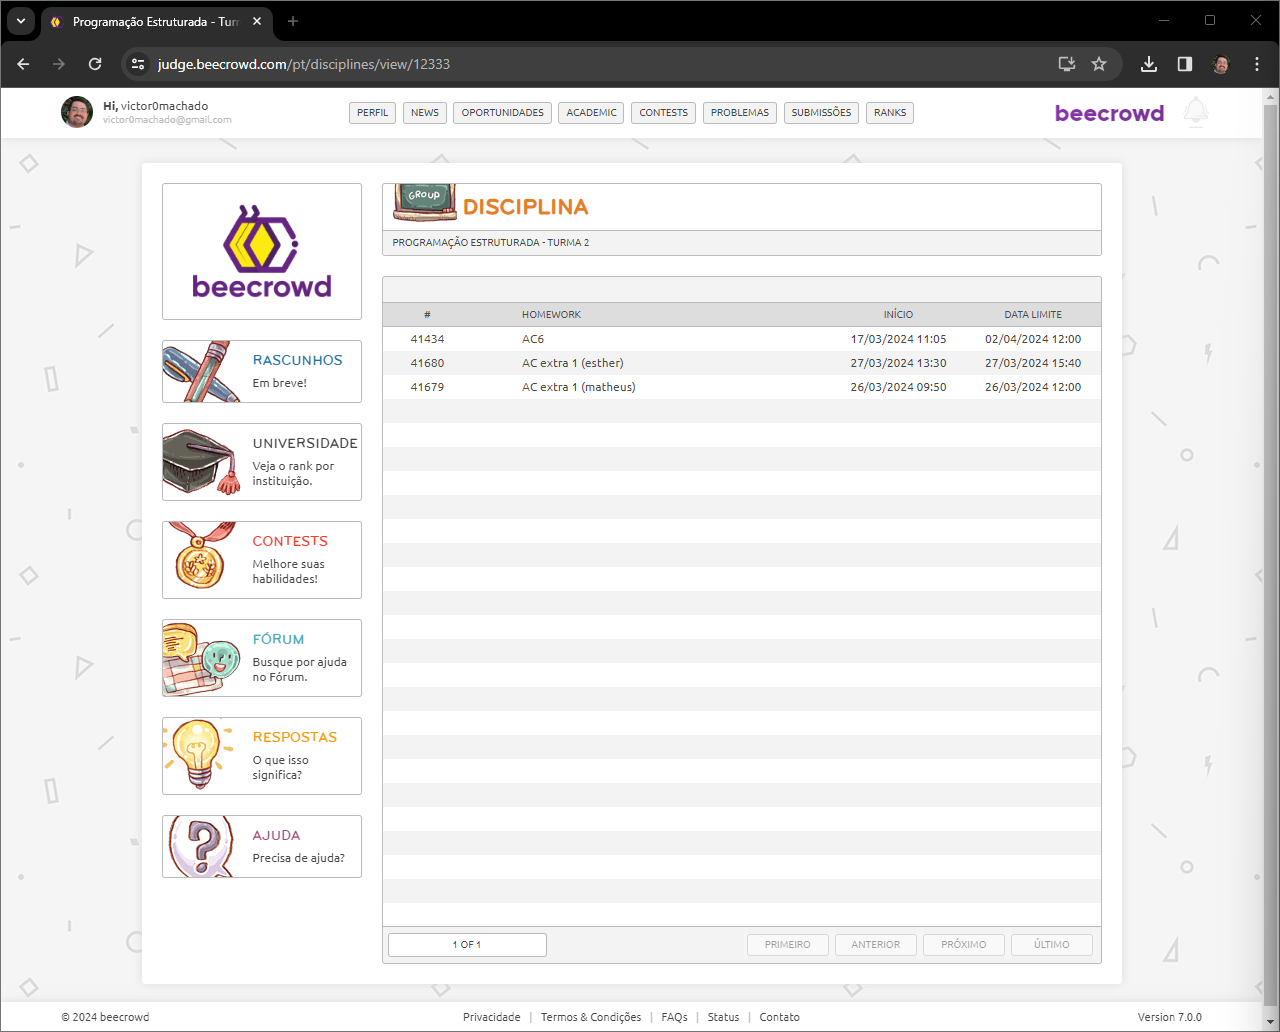 Programação Estruturada - Turm
judge.beecrowd.com/pt/disciplines/view/12333
Hi, victor0machado
victor0machado@gmail.com
PERFIL
NEWS
OPORTUNIDADES
ACADEMIC
CONTESTS
PROBLEMAS
SUBMISSÕES
RANKS
beecrowd
beecrowd
RASCUNHOS
Em breve!
UNIVERSIDADE
Veja o rank por
instituição.
CONTESTS
Melhore suas
habilidades!
FÓRUM
Busque por ajuda
no Fórum.
RESPOSTAS
O que isso
significa?
AJUDA
Precisa de ajuda?
GROUP
DISCIPLINA
PROGRAMAÇÃO ESTRUTURADA - TURMA 2
# HOMEWORK INÍCIO DATA LIMITE
41434 AC6 17/03/2024 11:05 02/04/2024 12:00
41680 AC extra 1 (esther) 27/03/2024 13:30 27/03/2024 15:40
41679 AC extra 1 (matheus) 26/03/2024 09:50 26/03/2024 12:00
1 OF 1
PRIMEIRO
ANTERIOR
PRÓXIMO
ÚLTIMO
© 2024 beecrowd
Privacidade | Termos & Condições | FAQs | Status | Contato
Version 7.0.0